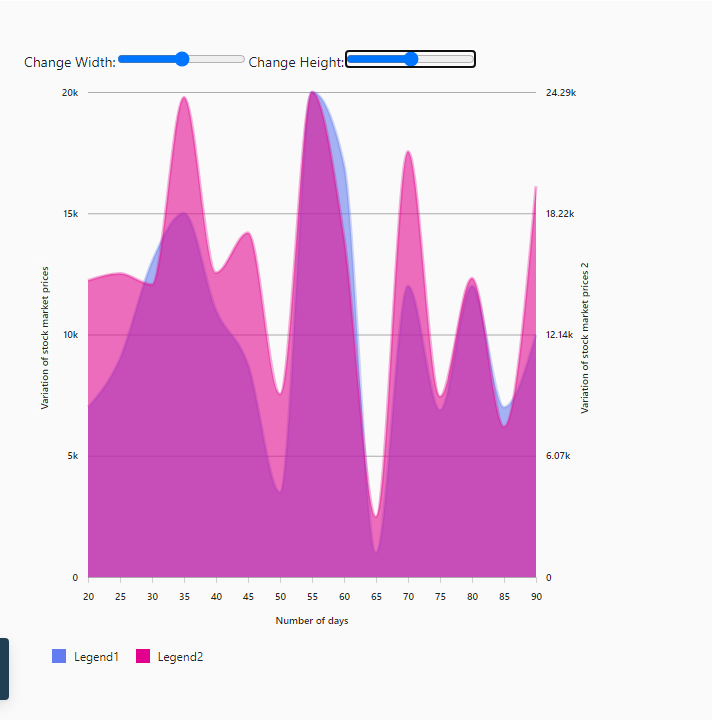 Change Width: Change Height:
20k 24.29k
15k 18.22k
Variation of stock market prices
Variation of stock market prices 2
10k 12.14k
5k 6.07k
0 0
20 25 30 35 40 45 50 55 60 65 70 75 80 85 90
Number of days
Legend1 Legend2